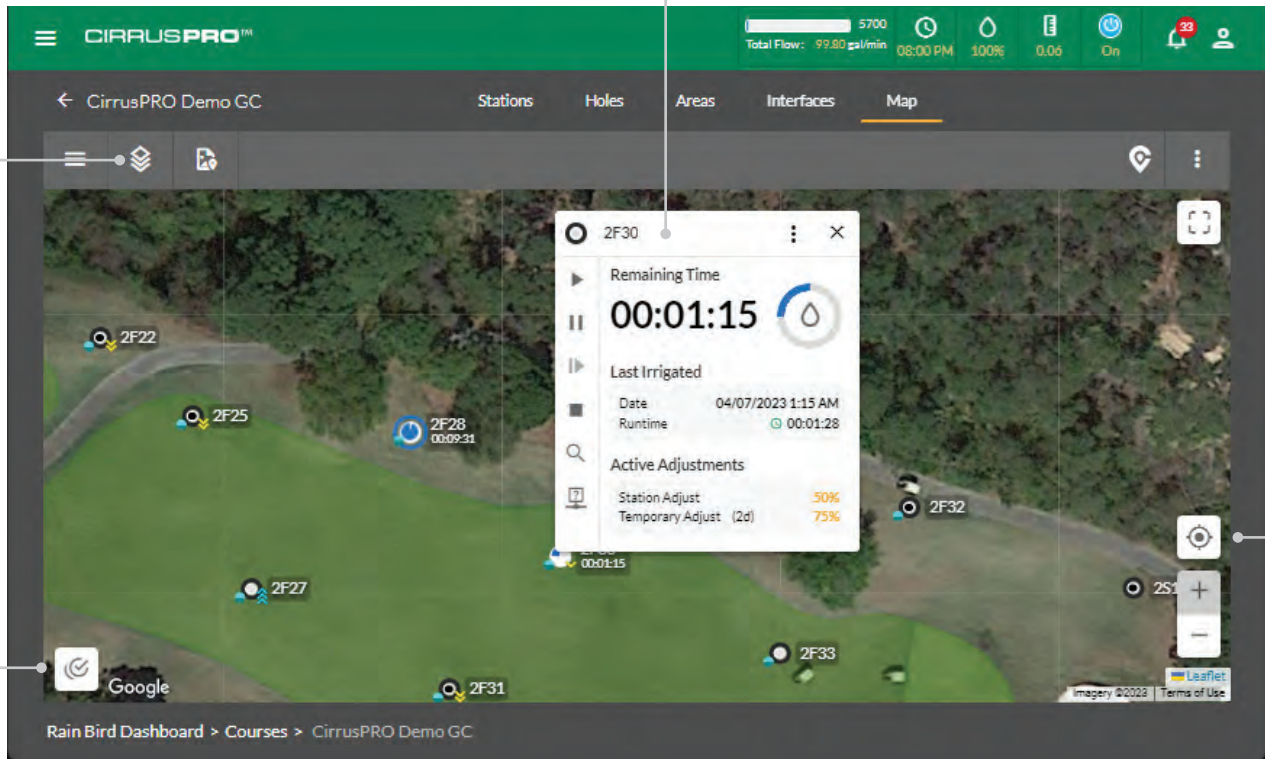 CIRRUSPRO™
5700
Total Flow: 99.80 gal/min
08:00 PM
100%
0.06
On
33
CirrusPRO Demo GC
Stations
Holes
Areas
Interfaces
Map
2F30
Remaining Time
00:01:15
Last Irrigated
Date 04/07/2023 1:15 AM
Runtime 00:01:28
Active Adjustments
Station Adjust 50%
Temporary Adjust (2d) 75%
2F22
2F25
2F28
00:09:31
2F32
00:01:15
2F27
2F33
2F31
Google
Leaflet
Imagery ©2023 Terms of Use
Rain Bird Dashboard > Courses > CirrusPRO Demo GC